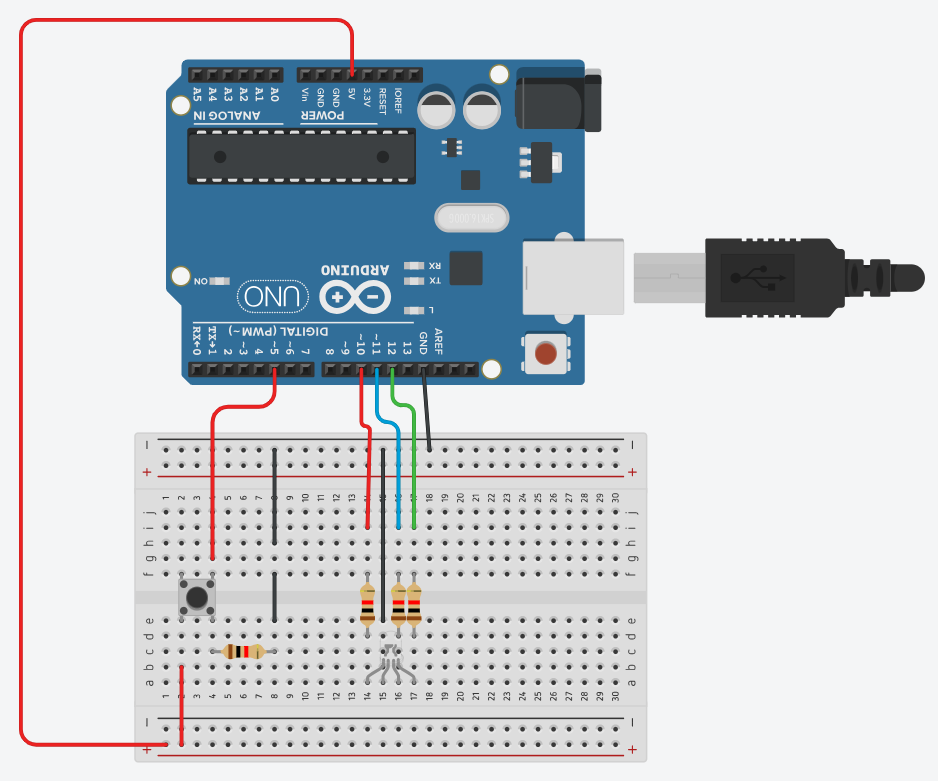 A5 A4 A3 A2 A1 A0
Vin GND GND 5V 3.3V RESET IOREF
ANALOG IN
POWER
RX
TX
ARDUINO
ON
UNO
L
DIGITAL (PWM ~)
RX←0 TX→1 2 ~3 4 ~5 ~6 7
8 ~9 ~10 ~11 12 13 GND AREF
− −
+ +
1 2 3 4 5 6 7 8 9 10 11 12 13 14 15 16 17 18 19 20 21 22 23 24 25 26 27 28 29 30
j j
i i
h h
g g
f f
e e
d d
c c
b b
a a
1 2 3 4 5 6 7 8 9 10 11 12 13 14 15 16 17 18 19 20 21 22 23 24 25 26 27 28 29 30
− −
+ +